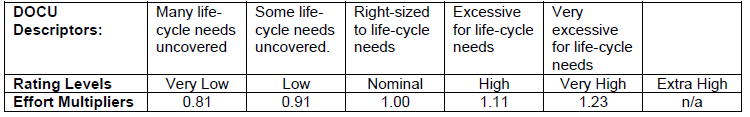 DOCU Descriptors: Many life-cycle needs uncovered Some life-cycle needs uncovered. Right-sized to life-cycle needs Excessive for life-cycle needs Very excessive for life-cycle needs
Rating Levels Very Low Low Nominal High Very High Extra High
Effort Multipliers 0.81 0.91 1.00 1.11 1.23 n/a